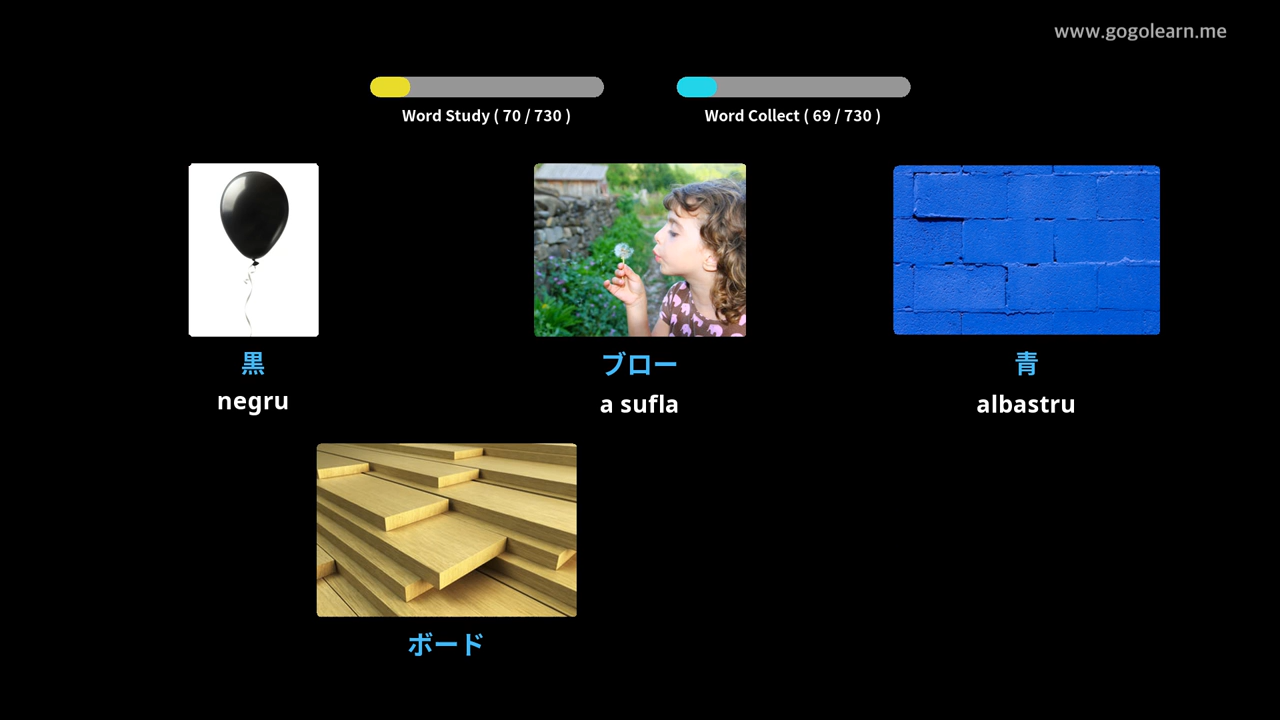 www.gogolearn.me
Word Study ( 70 / 730 )
Word Collect ( 69 / 730 )
黒
negru
ブロー
a sufla
青
albastru
ボード